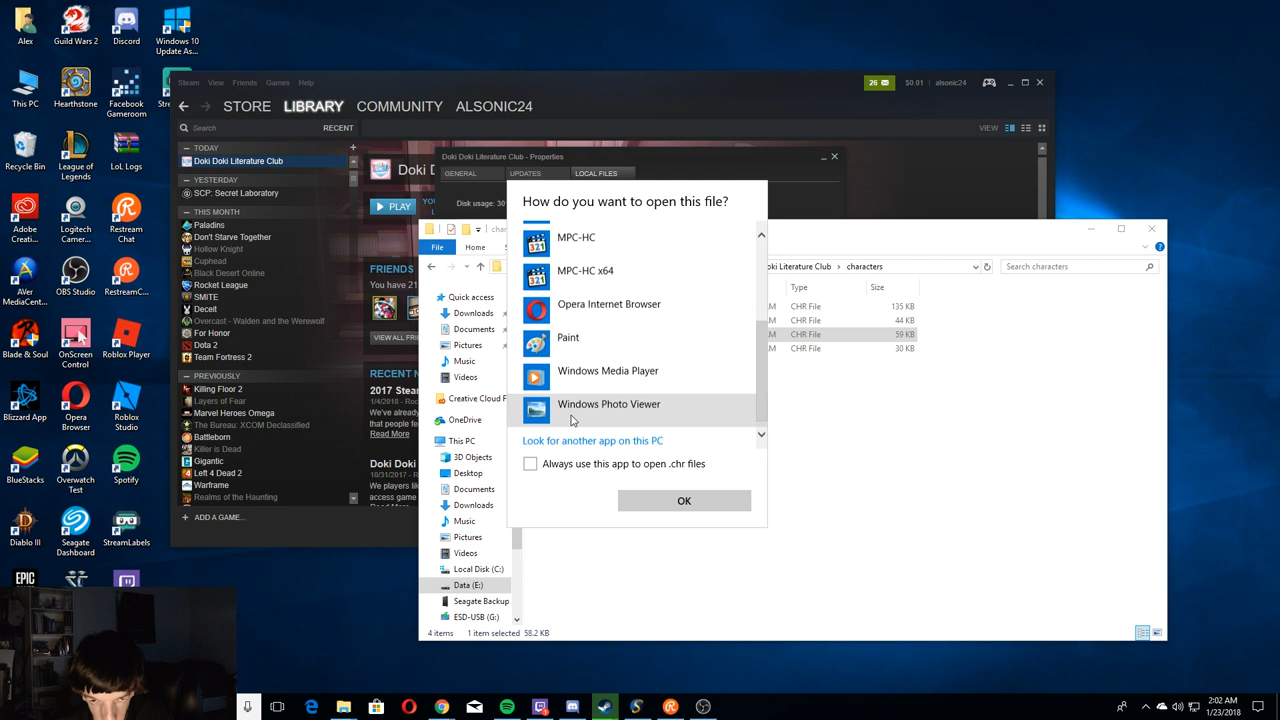 Alex
Guild Wars 2
Discord
Windows 10
Update As...
This PC
Hearthstone
Facebook
Gameroom
Recycle Bin
League of
Legends
LoL Logs
Adobe
Creati...
Logitech
Webcam ...
Restream
Chat
AVer
MediaCent...
OBS Studio
RestreamC...
Blade & Soul
OnScreen
Control
Roblox Player
Blizzard App
Opera
Browser
Roblox
Studio
BlueStacks
Overwatch
Test
Spotify
Diablo III
Seagate
Dashboard
StreamLabels
EPIC
Steam View Friends Games Help
26
$0.01
alsonic24
STORE LIBRARY COMMUNITY ALSONIC24
Search
RECENT
VIEW
TODAY
Doki Doki Literature Club
YESTERDAY
SCP: Secret Laboratory
THIS MONTH
Paladins
Don't Starve Together
Hollow Knight
Cuphead
Black Desert Online
Rocket League
SMITE
Deceit
Overcast - Walden and the Werewolf
For Honor
Dota 2
Team Fortress 2
PREVIOUSLY
Killing Floor 2
Layers of Fear
Marvel Heroes Omega
The Bureau: XCOM Declassified
Battleborn
Killer is Dead
Gigantic
Left 4 Dead 2
Warframe
Realms of the Haunting
ADD A GAME...
Doki D
PLAY
YOU
L
FRIENDS
You have 21
VIEW ALL FRI
RECENT N
2017 Stea
1/4/2018
We've alread
categories b
encourage a
Read More
Doki Do
10/31/2017 -
We players li
access game
Doki Doki Literature Club - Properties
GENERAL
UPDATES
LOCAL FILES
Disk usage: 30
How do you want to open this file?
MPC-HC
MPC-HC x64
Opera Internet Browser
Paint
Windows Media Player
Windows Photo Viewer
Look for another app on this PC
Always use this app to open .chr files
OK
char
File
Home
S
oki Literature Club
characters
Search characters
Type
Size
M CHR File 135 KB
M CHR File 44 KB
M CHR File 59 KB
M CHR File 30 KB
Quick access
Downloads
Documents
Pictures
Music
Videos
Creative Cloud F
OneDrive
This PC
3D Objects
Desktop
Documents
Downloads
Music
Pictures
Videos
Local Disk (C:)
Data (E:)
Seagate Backup
ESD-USB (G:)
4 items
1 item selected 58.2 KB
2:02 AM
1/23/2018